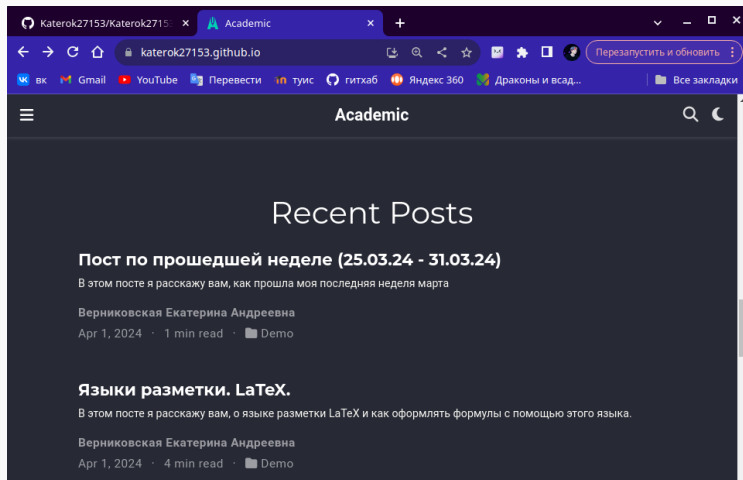 Katerok27153/Katerok2715
Academic
katerok27153.github.io
Перезапустить и обновить
вк
Gmail
YouTube
Перевести
туис
гитхаб
Яндекс 360
Драконы и всад...
Все закладки
Academic
Recent Posts
Пост по прошедшей неделе (25.03.24 - 31.03.24)
В этом посте я расскажу вам, как прошла моя последняя неделя марта
Верниковская Екатерина Андреевна
Apr 1, 2024 · 1 min read · Demo
Языки разметки. LaTeX.
В этом посте я расскажу вам, о языке разметки LaTeX и как оформлять формулы с помощью этого языка.
Верниковская Екатерина Андреевна
Apr 1, 2024 · 4 min read · Demo